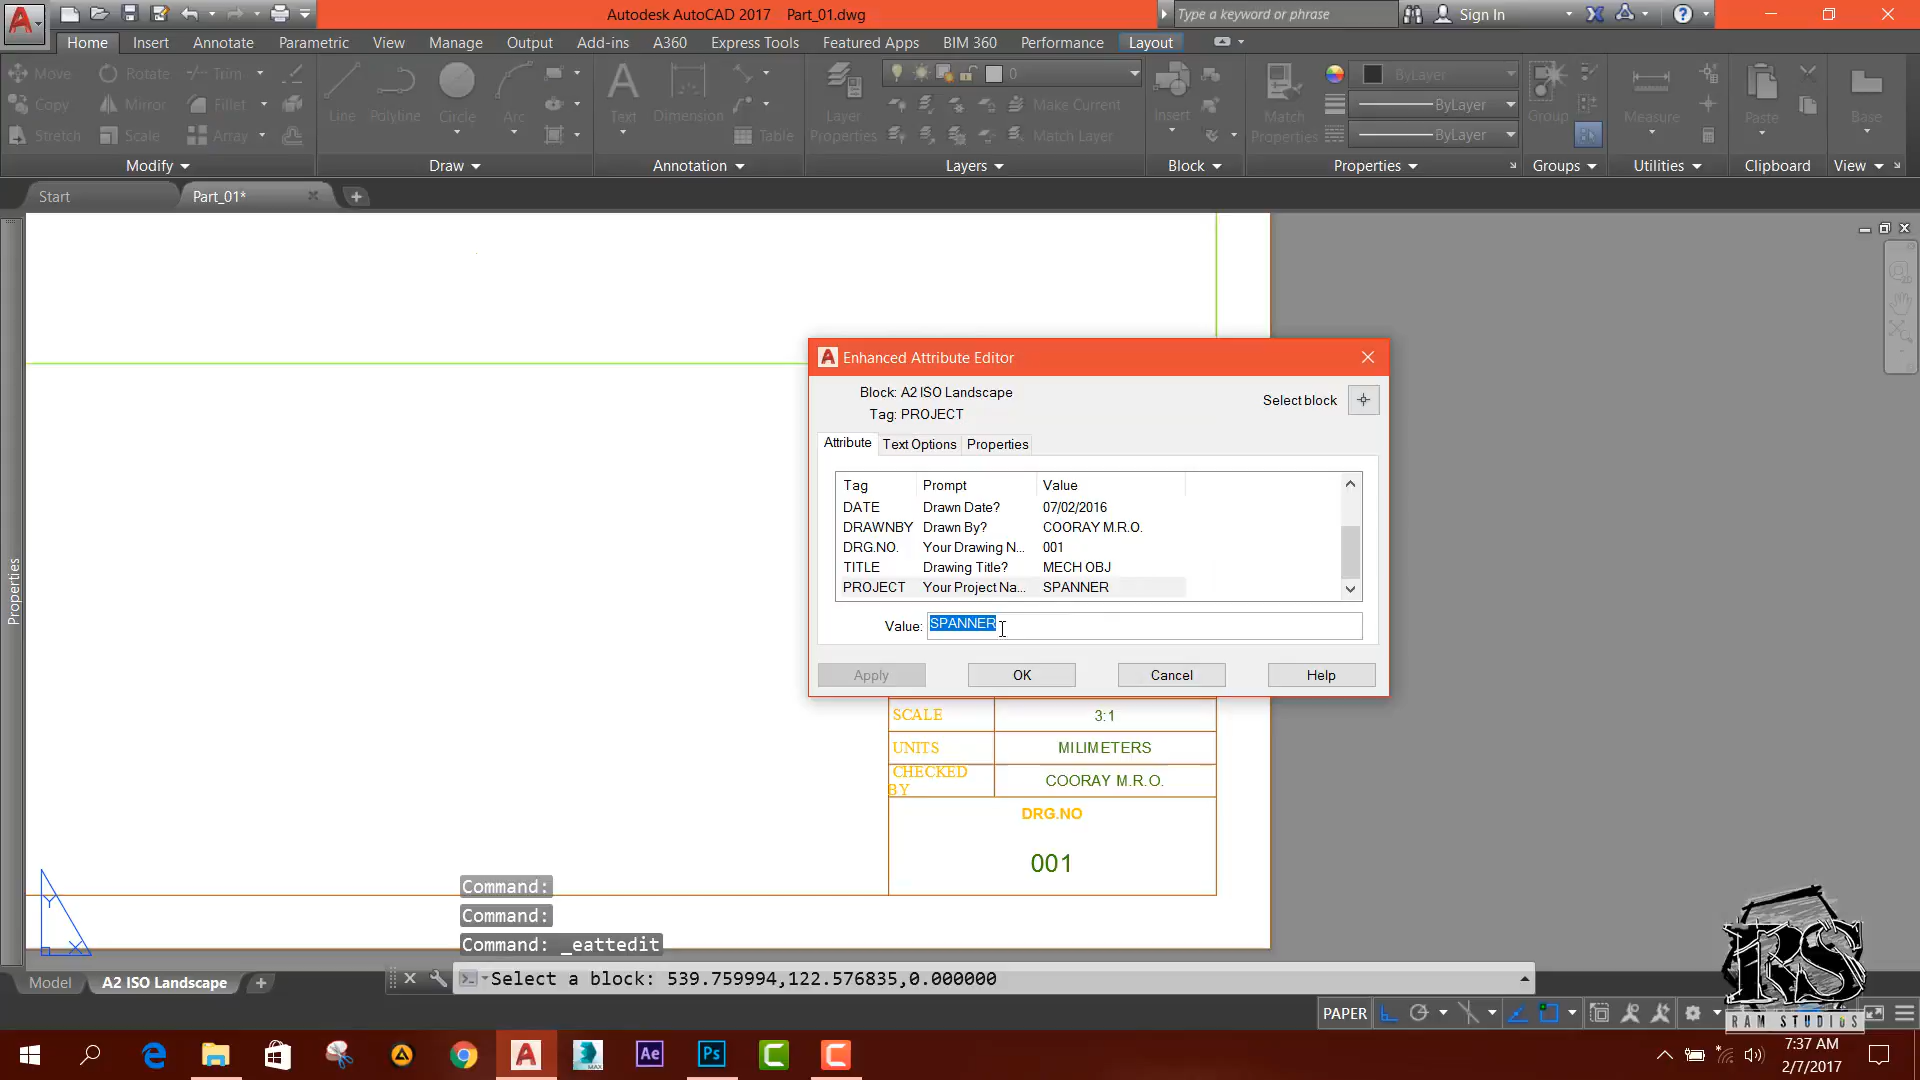 Autodesk AutoCAD 2017 Part_01.dwg
Type a keyword or phrase
Sign In
Home Insert Annotate Parametric View Manage Output Add-ins A360 Express Tools Featured Apps BIM 360 Performance Layout
Move Rotate Trim
Copy Mirror Fillet
Stretch Scale Array
Line Polyline Circle Arc
Text Dimension Table
Layer Properties
0
Make Current
Match Layer
Insert
Match Properties
ByLayer
ByLayer
ByLayer
Group
Measure
Paste
Base
Modify Draw Annotation Layers Block Properties Groups Utilities Clipboard View
Start Part_01*
Properties
Enhanced Attribute Editor
Block: A2 ISO Landscape
Tag: PROJECT
Select block
Attribute Text Options Properties
Tag Prompt Value
DATE Drawn Date? 07/02/2016
DRAWNBY Drawn By? COORAY M.R.O.
DRG.NO. Your Drawing N... 001
TITLE Drawing Title? MECH OBJ
PROJECT Your Project Na... SPANNER
Value: SPANNER
Apply OK Cancel Help
SCALE 3:1
UNITS MILIMETERS
CHECKED BY COORAY M.R.O.
DRG.NO
001
Y
X
Command:
Command:
Command: _eattedit
Select a block: 539.759994,122.576835,0.000000
Model A2 ISO Landscape
PAPER
RS
RAM STUDIOS
MAX
Ae
Ps
7:37 AM
2/7/2017